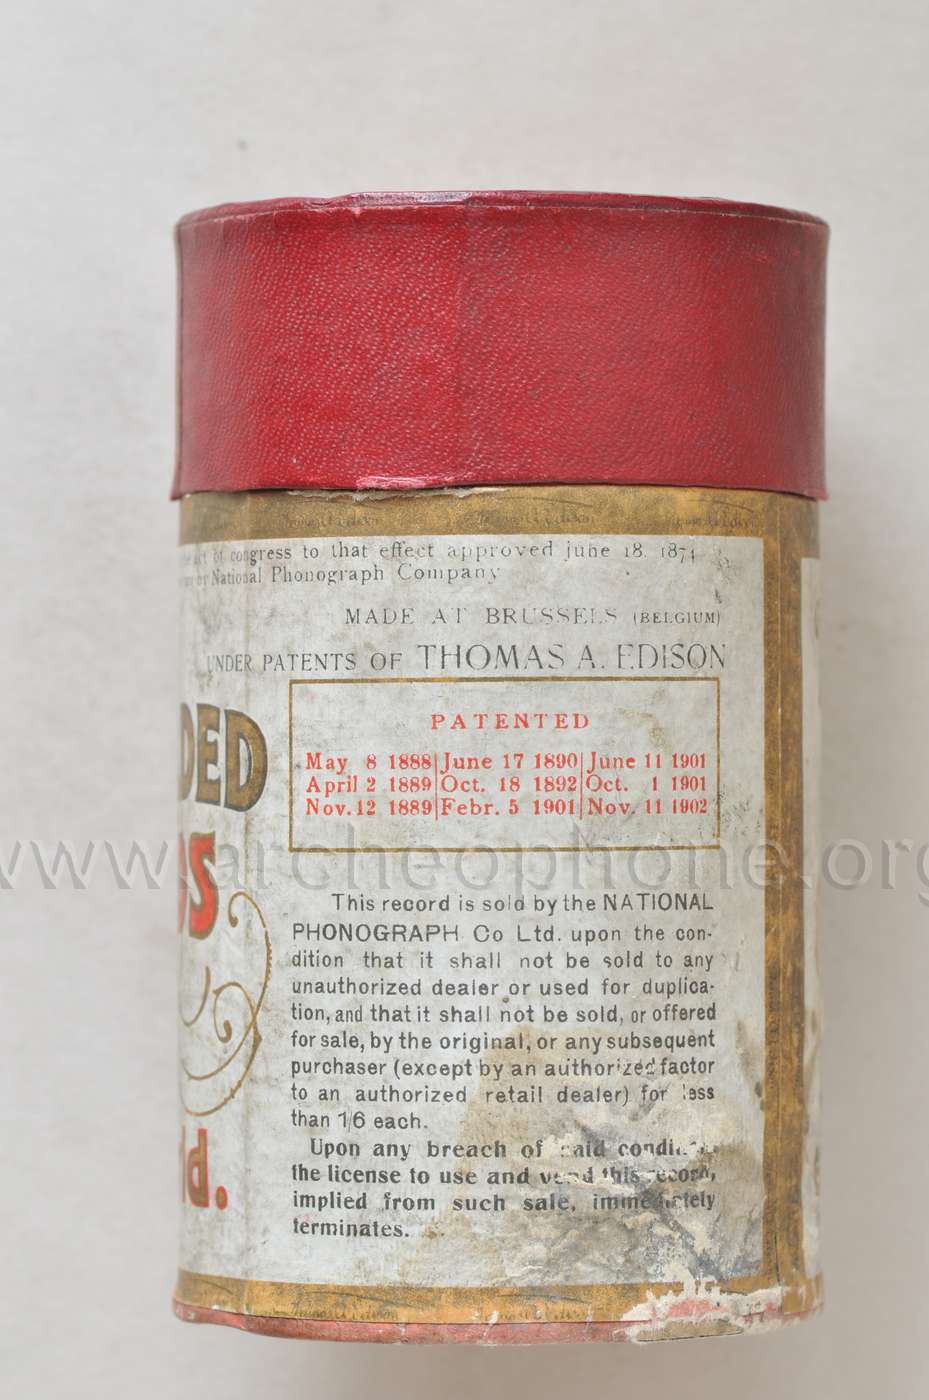 of congress to that effect approved june 18. 1874
National Phonograph Company
MADE AT BRUSSELS (BELGIUM)
UNDER PATENTS OF THOMAS A. EDISON
PATENTED
May 8 1888 June 17 1890 June 11 1901
April 2 1889 Oct. 18 1892 Oct. 1 1901
Nov. 12 1889 Febr. 5 1901 Nov. 11 1902
DED
OS
www.archeophone.org
This record is sold by the NATIONAL
PHONOGRAPH Co Ltd. upon the con-
dition that it shall not be sold to any
unauthorized dealer or used for duplica-
tion, and that it shall not be sold, or offered
for sale, by the original, or any subsequent
purchaser (except by an authorized factor
to an authorized retail dealer) for less
than 1/6 each.
Upon any breach of said
the license to use and vend this record,
implied from such sale, immediately
terminates.
ld.